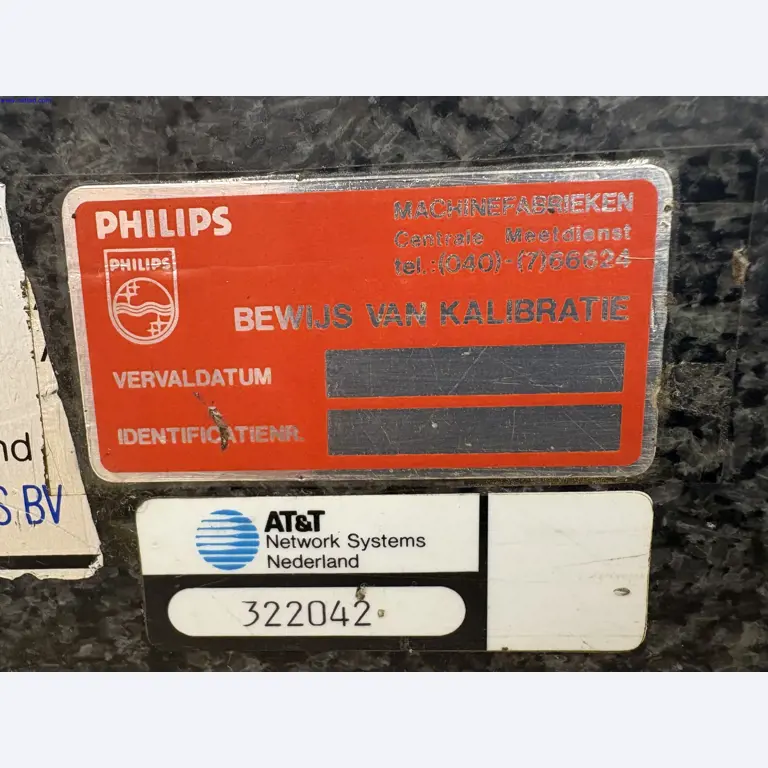 PHILIPS
MACHINEFABRIEKEN
Centrale Meetdienst
tel.:(040)-(7)66624
PHILIPS
BEWIJS VAN KALIBRATIE
VERVALDATUM
IDENTIFICATIENR.
nd
S BV
AT&T
Network Systems
Nederland
322042